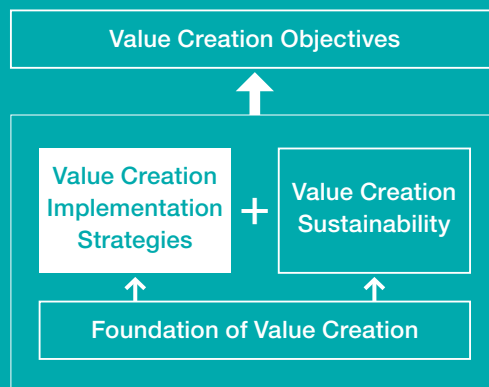 Value Creation Objectives
Value Creation
Implementation
Strategies
+
Value Creation
Sustainability
Foundation of Value Creation